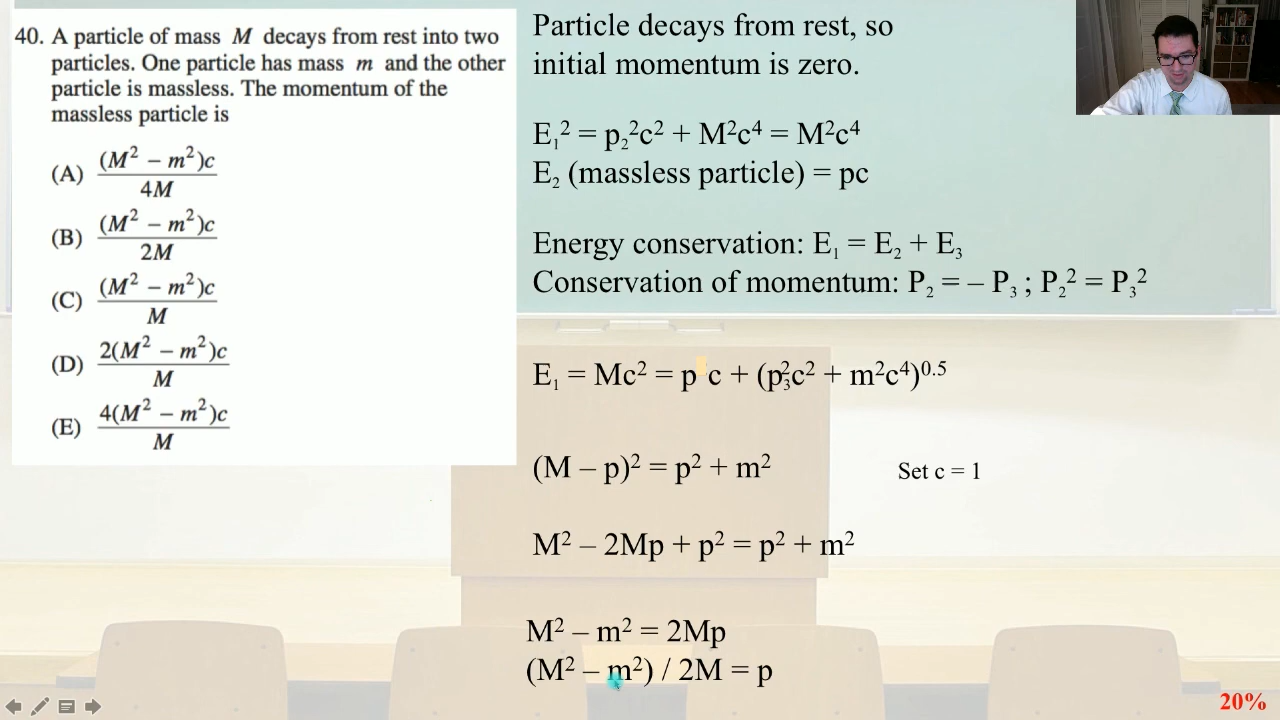 40. A particle of mass M decays from rest into two
particles. One particle has mass m and the other
particle is massless. The momentum of the
massless particle is
(A) (M² − m²)c / 4M
(B) (M² − m²)c / 2M
(C) (M² − m²)c / M
(D) 2(M² − m²)c / M
(E) 4(M² − m²)c / M
Particle decays from rest, so
initial momentum is zero.
E₁² = p₂²c² + M²c⁴ = M²c⁴
E₂ (massless particle) = pc
Energy conservation: E₁ = E₂ + E₃
Conservation of momentum: P₂ = – P₃ ; P₂² = P₃²
E₁ = Mc² = p c + (p₃²c² + m²c⁴)⁰·⁵
(M – p)² = p² + m²
Set c = 1
M² – 2Mp + p² = p² + m²
M² – m² = 2Mp
(M² – m²) / 2M = p
20%